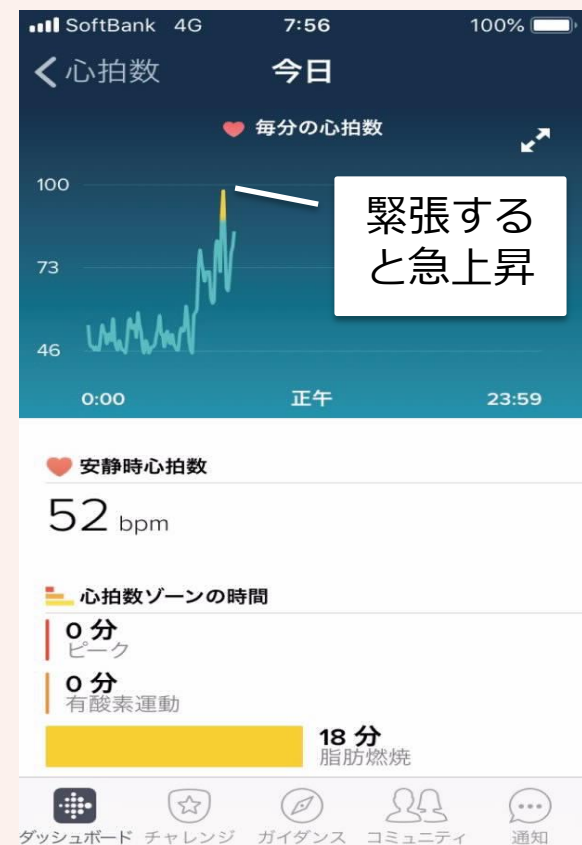 SoftBank 4G 7:56 100%
心拍数 今日
毎分の心拍数
100
緊張する
と急上昇
73
46
0:00 正午 23:59
安静時心拍数
52 bpm
心拍数ゾーンの時間
0 分
ピーク
0 分
有酸素運動
18 分
脂肪燃焼
ダッシュボード チャレンジ ガイダンス コミュニティ 通知